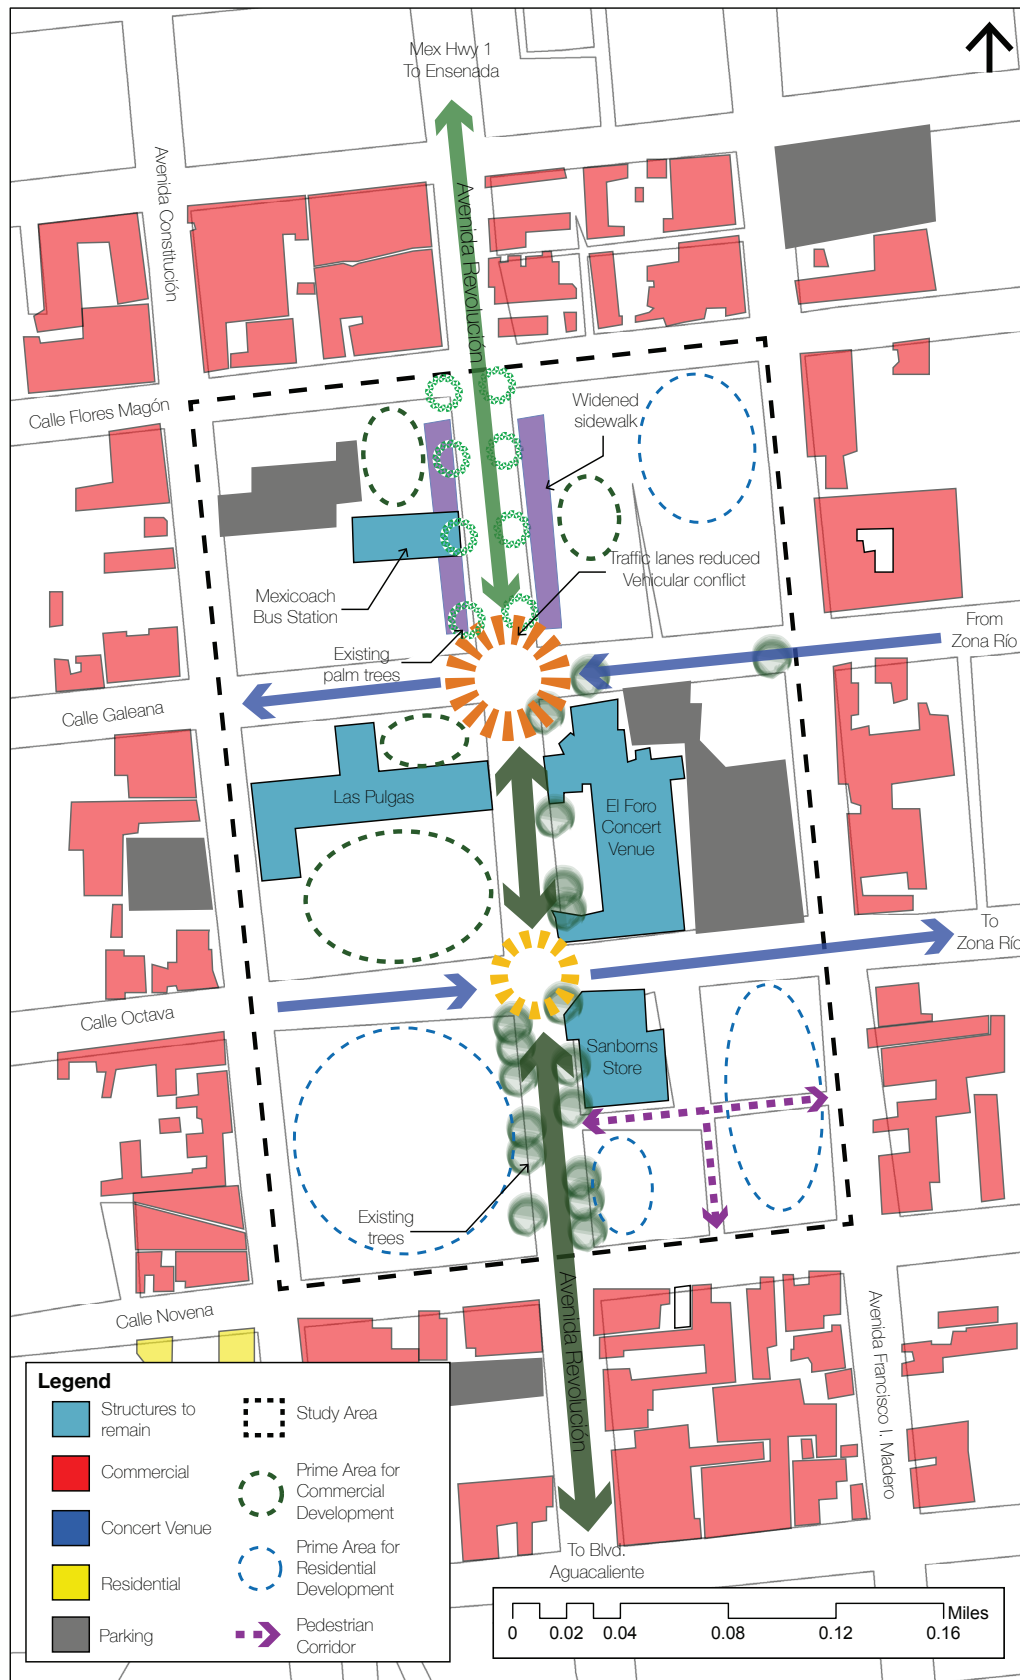 Mex Hwy 1
To Ensenada
Avenida Constitución
Avenida Revolución
Calle Flores Magón
Widened
sidewalk
Traffic lanes reduced
Vehicular conflict
Mexicoach
Bus Station
From
Zona Río
Existing
palm trees
Calle Galeana
Las Pulgas
El Foro
Concert
Venue
To
Zona Río
Calle Octava
Sanborns
Store
Existing
trees
Calle Novena
Avenida Revolución
Avenida Francisco I. Madero
To Blvd.
Aguacaliente
Legend
Structures to
remain
Commercial
Concert Venue
Residential
Parking
Study Area
Prime Area for
Commercial
Development
Prime Area for
Residential
Development
Pedestrian
Corridor
Miles
0 0.02 0.04 0.08 0.12 0.16